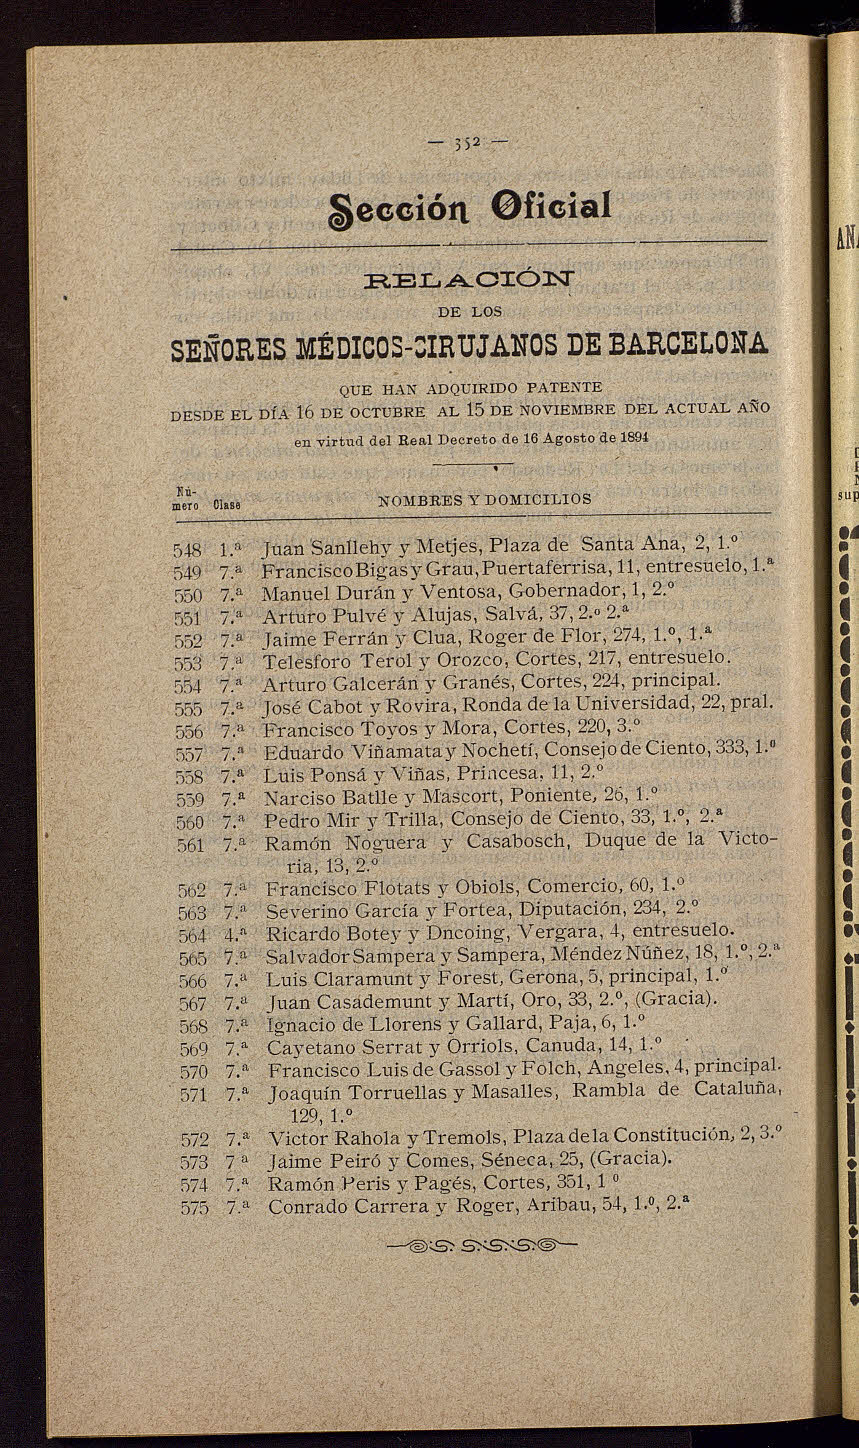 — 352 —
Sección Oficial
RELACIÓN
DE LOS
SEÑORES MÉDICOS-CIRUJANOS DE BARCELONA
QUE HAN ADQUIRIDO PATENTE
DESDE EL DÍA 16 DE OCTUBRE AL 15 DE NOVIEMBRE DEL ACTUAL AÑO
en virtud del Real Decreto de 16 Agosto de 1894
Nú-
mero Clase NOMBRES Y DOMICILIOS
548 1.ª Juan Sanllehy y Metjes, Plaza de Santa Ana, 2, 1.º
549 7.ª Francisco Bigas y Grau, Puertaferrisa, 11, entresuelo, 1.ª
550 7.ª Manuel Durán y Ventosa, Gobernador, 1, 2.º
551 7.ª Arturo Pulvé y Alujas, Salvá, 37, 2.º 2.ª
552 7.ª Jaime Ferrán y Clua, Roger de Flor, 274, 1.º, 1.ª
553 7.ª Telesforo Terol y Orozco, Cortes, 217, entresuelo.
554 7.ª Arturo Galcerán y Granés, Cortes, 224, principal.
555 7.ª José Cabot y Rovira, Ronda de la Universidad, 22, pral.
556 7.ª Francisco Toyos y Mora, Cortes, 220, 3.º
557 7.ª Eduardo Viñamata y Nochetí, Consejo de Ciento, 333, 1.º
558 7.ª Luis Ponsá y Viñas, Princesa, 11, 2.º
559 7.ª Narciso Batlle y Mascort, Poniente, 26, 1.º
560 7.ª Pedro Mir y Trilla, Consejo de Ciento, 33, 1.º, 2.ª
561 7.ª Ramón Noguera y Casabosch, Duque de la Victo-
ria, 13, 2.º
562 7.ª Francisco Flotats y Obiols, Comercio, 60, 1.º
563 7.ª Severino García y Fortea, Diputación, 234, 2.º
564 4.ª Ricardo Botey y Dncoing, Vergara, 4, entresuelo.
565 7.ª Salvador Sampera y Sampera, Méndez Núñez, 18, 1.º, 2.ª
566 7.ª Luis Claramunt y Forest, Gerona, 5, principal, 1.º
567 7.ª Juan Casademunt y Martí, Oro, 33, 2.º, (Gracia).
568 7.ª Ignacio de Llorens y Gallard, Paja, 6, 1.º
569 7.ª Cayetano Serrat y Orriols, Canuda, 14, 1.º
570 7.ª Francisco Luis de Gassol y Folch, Angeles, 4, principal.
571 7.ª Joaquín Torruellas y Masalles, Rambla de Cataluña,
129, 1.º
572 7.ª Victor Rahola y Tremols, Plaza de la Constitución, 2, 3.º
573 7 ª Jaime Peiró y Comes, Séneca, 25, (Gracia).
574 7.ª Ramón Peris y Pagés, Cortes, 351, 1 º
575 7.ª Conrado Carrera y Roger, Aribau, 54, 1.º, 2.ª
sup